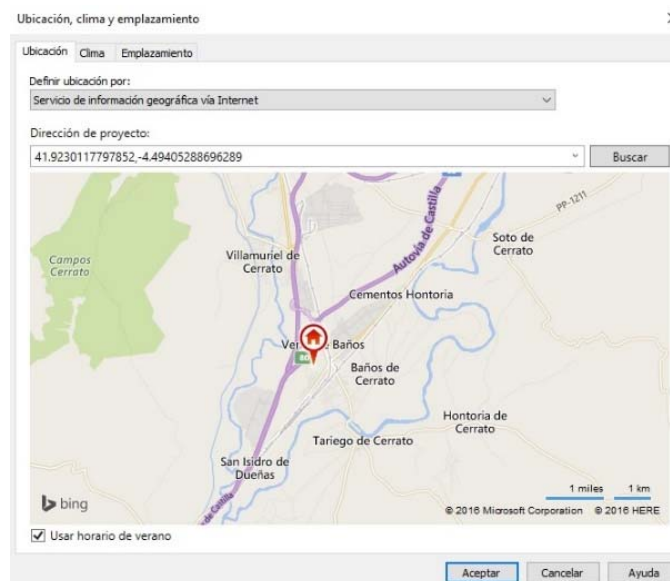 Ubicación, clima y emplazamiento
Ubicación Clima Emplazamiento
Definir ubicación por:
Servicio de información geográfica vía Internet
Dirección de proyecto:
41.9230117797852,-4.49405288696289
Buscar
PP-1211
Autovía de Castilla
Soto de
Cerrato
Villamuriel de
Cerrato
Campos
Cerrato
Cementos Hontoria
Baños
Baños de
Cerrato
Hontoria de
Cerrato
Tariego de Cerrato
San Isidro de
Dueñas
de Castilla
1 miles 1 km
bing
© 2016 Microsoft Corporation © 2016 HERE
Usar horario de verano
Aceptar Cancelar Ayuda